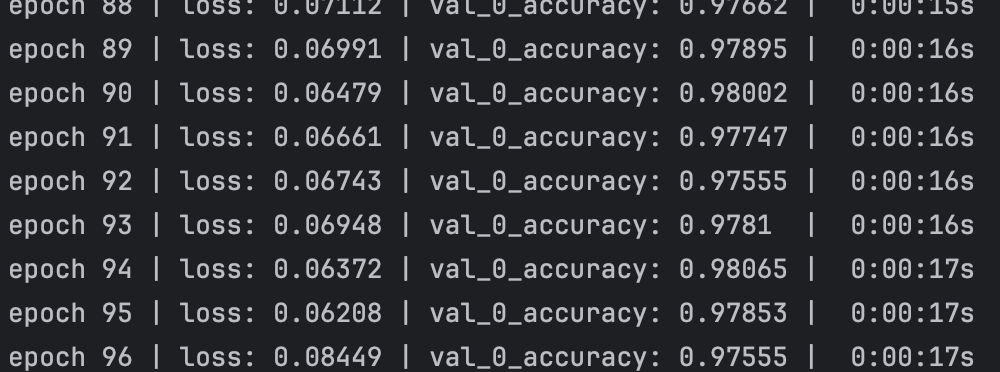 epoch 88 | loss: 0.07112 | val_0_accuracy: 0.97662 |  0:00:15s
epoch 89 | loss: 0.06991 | val_0_accuracy: 0.97895 |  0:00:16s
epoch 90 | loss: 0.06479 | val_0_accuracy: 0.98002 |  0:00:16s
epoch 91 | loss: 0.06661 | val_0_accuracy: 0.97747 |  0:00:16s
epoch 92 | loss: 0.06743 | val_0_accuracy: 0.97555 |  0:00:16s
epoch 93 | loss: 0.06948 | val_0_accuracy: 0.9781  |  0:00:16s
epoch 94 | loss: 0.06372 | val_0_accuracy: 0.98065 |  0:00:17s
epoch 95 | loss: 0.06208 | val_0_accuracy: 0.97853 |  0:00:17s
epoch 96 | loss: 0.08449 | val_0_accuracy: 0.97555 |  0:00:17s